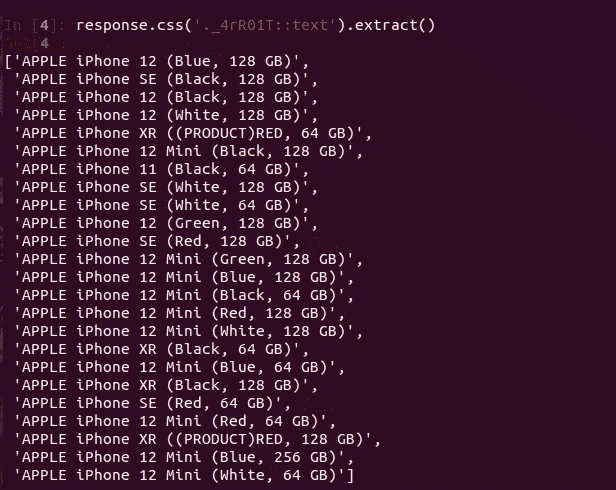 In [4]: response.css('._4rR01T::text').extract()
Out[4]:
['APPLE iPhone 12 (Blue, 128 GB)',
'APPLE iPhone SE (Black, 128 GB)',
'APPLE iPhone 12 (Black, 128 GB)',
'APPLE iPhone 12 (White, 128 GB)',
'APPLE iPhone XR ((PRODUCT)RED, 64 GB)',
'APPLE iPhone 12 Mini (Black, 128 GB)',
'APPLE iPhone 11 (Black, 64 GB)',
'APPLE iPhone SE (White, 128 GB)',
'APPLE iPhone SE (White, 64 GB)',
'APPLE iPhone 12 (Green, 128 GB)',
'APPLE iPhone SE (Red, 128 GB)',
'APPLE iPhone 12 Mini (Green, 128 GB)',
'APPLE iPhone 12 Mini (Blue, 128 GB)',
'APPLE iPhone 12 Mini (Black, 64 GB)',
'APPLE iPhone 12 Mini (Red, 128 GB)',
'APPLE iPhone 12 Mini (White, 128 GB)',
'APPLE iPhone XR (Black, 64 GB)',
'APPLE iPhone 12 Mini (Blue, 64 GB)',
'APPLE iPhone XR (Black, 128 GB)',
'APPLE iPhone SE (Red, 64 GB)',
'APPLE iPhone 12 Mini (Red, 64 GB)',
'APPLE iPhone XR ((PRODUCT)RED, 128 GB)',
'APPLE iPhone 12 Mini (Blue, 256 GB)',
'APPLE iPhone 12 Mini (White, 64 GB)']